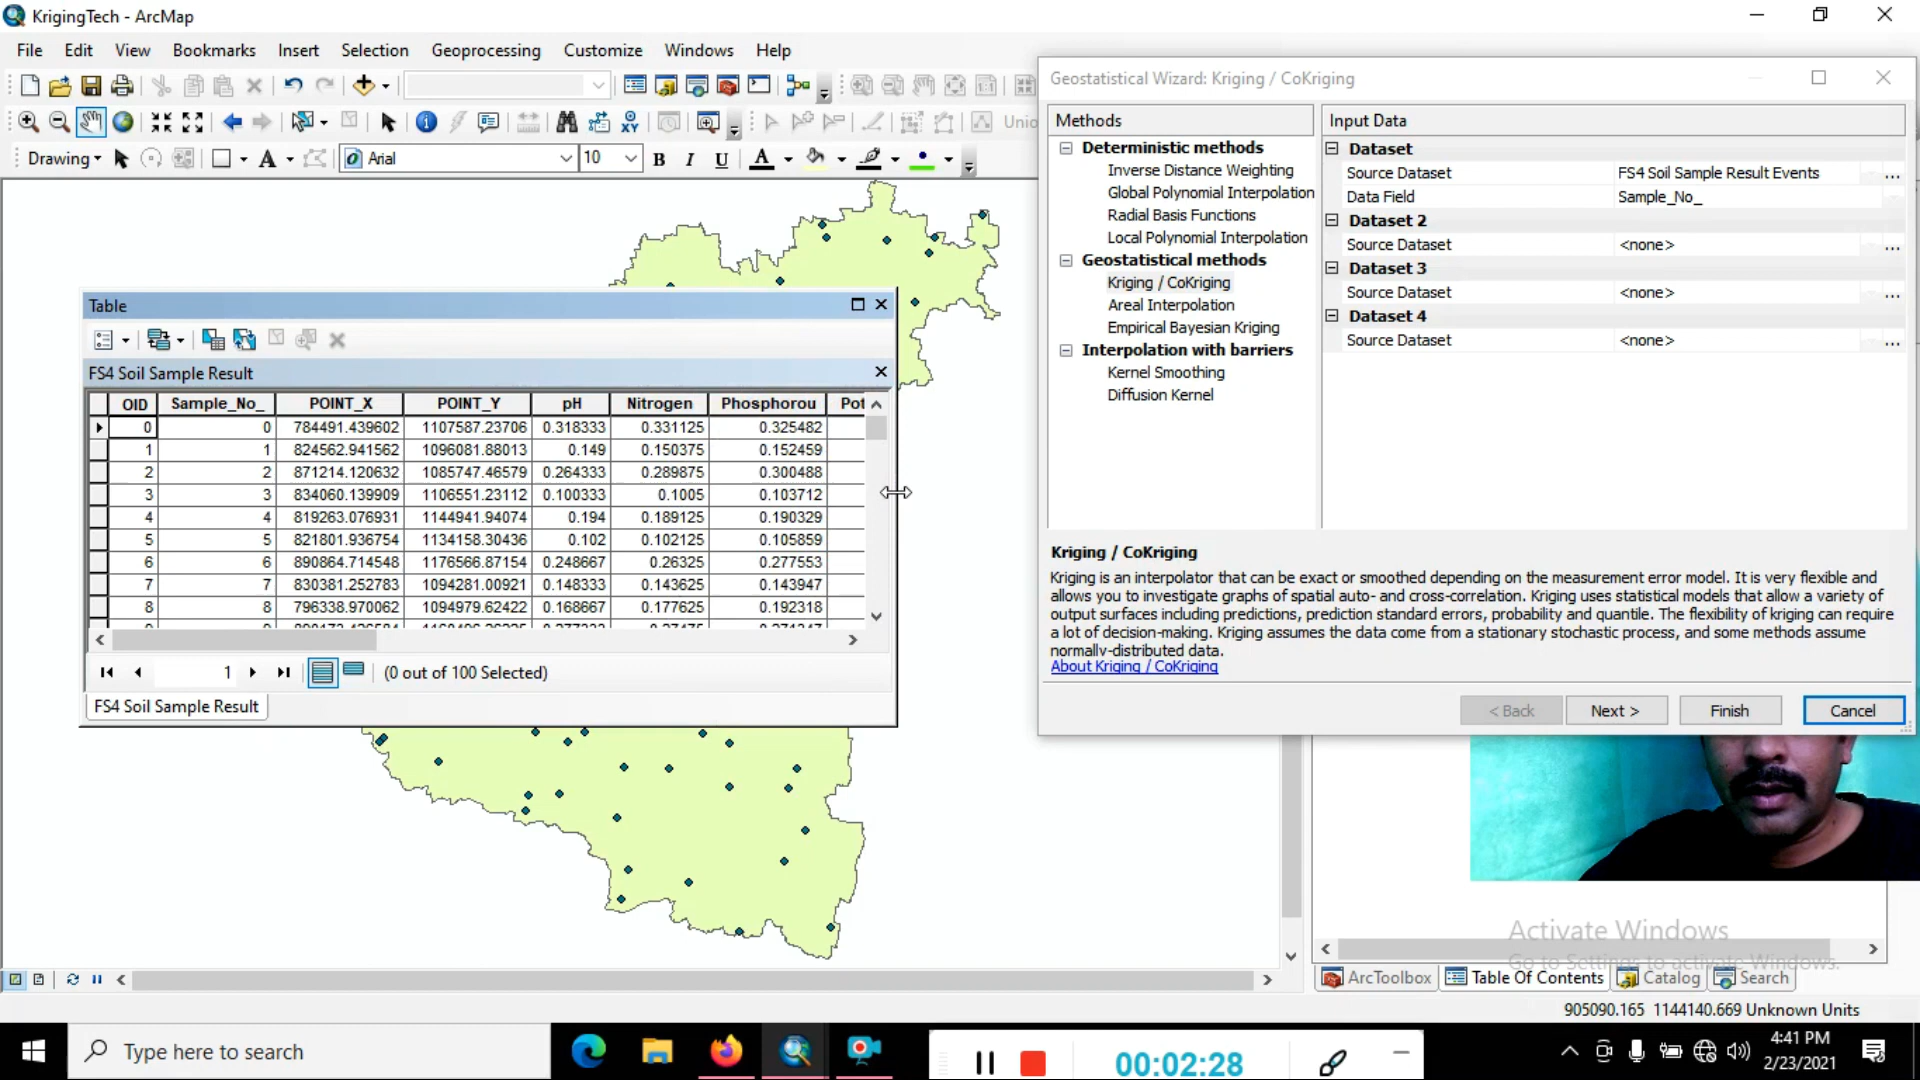 KrigingTech - ArcMap
File Edit View Bookmarks Insert Selection Geoprocessing Customize Windows Help
Unio
Drawing Arial 10 B I U A
Table
FS4 Soil Sample Result
OID Sample_No_ POINT_X POINT_Y pH Nitrogen Phosphorou Pot
0 0 784491.439602 1107587.23706 0.318333 0.331125 0.325482
1 1 824562.941562 1096081.88013 0.149 0.150375 0.152459
2 2 871214.120632 1085747.46579 0.264333 0.289875 0.300488
3 3 834060.139909 1106551.23112 0.100333 0.1005 0.103712
4 4 819263.076931 1144941.94074 0.194 0.189125 0.190329
5 5 821801.936754 1134158.30436 0.102 0.102125 0.105859
6 6 890864.714548 1176566.87154 0.248667 0.26325 0.277553
7 7 830381.252783 1094281.00921 0.148333 0.143625 0.143947
8 8 796338.970062 1094979.62422 0.168667 0.177625 0.192318
1 (0 out of 100 Selected)
FS4 Soil Sample Result
Geostatistical Wizard: Kriging / CoKriging
Methods
Deterministic methods
Inverse Distance Weighting
Global Polynomial Interpolation
Radial Basis Functions
Local Polynomial Interpolation
Geostatistical methods
Kriging / CoKriging
Areal Interpolation
Empirical Bayesian Kriging
Interpolation with barriers
Kernel Smoothing
Diffusion Kernel
Input Data
Dataset
Source Dataset FS4 Soil Sample Result Events ...
Data Field Sample_No_
Dataset 2
Source Dataset <none> ...
Dataset 3
Source Dataset <none> ...
Dataset 4
Source Dataset <none> ...
Kriging / CoKriging
Kriging is an interpolator that can be exact or smoothed depending on the measurement error model. It is very flexible and
allows you to investigate graphs of spatial auto- and cross-correlation. Kriging uses statistical models that allow a variety of
output surfaces including predictions, prediction standard errors, probability and quantile. The flexibility of kriging can require
a lot of decision-making. Kriging assumes the data come from a stationary stochastic process, and some methods assume
normally-distributed data.
About Kriging / CoKriging
< Back Next > Finish Cancel
Activate Windows
Go to Settings to activate Windows.
ArcToolbox Table Of Contents Catalog Search
905090.165 1144140.669 Unknown Units
Type here to search
00:02:28
4:41 PM
2/23/2021